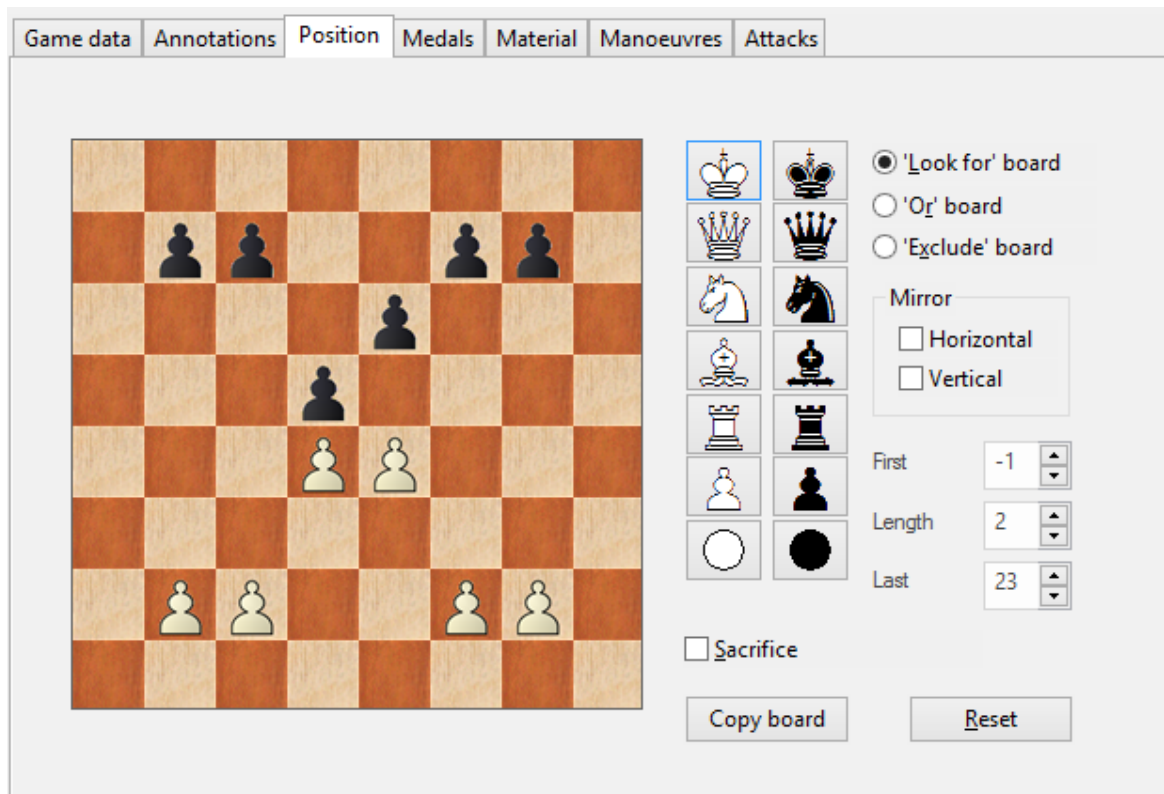 Game data Annotations Position Medals Material Manoeuvres Attacks
'Look for' board
'Or' board
'Exclude' board
Mirror
Horizontal
Vertical
First -1
Length 2
Last 23
Sacrifice
Copy board Reset